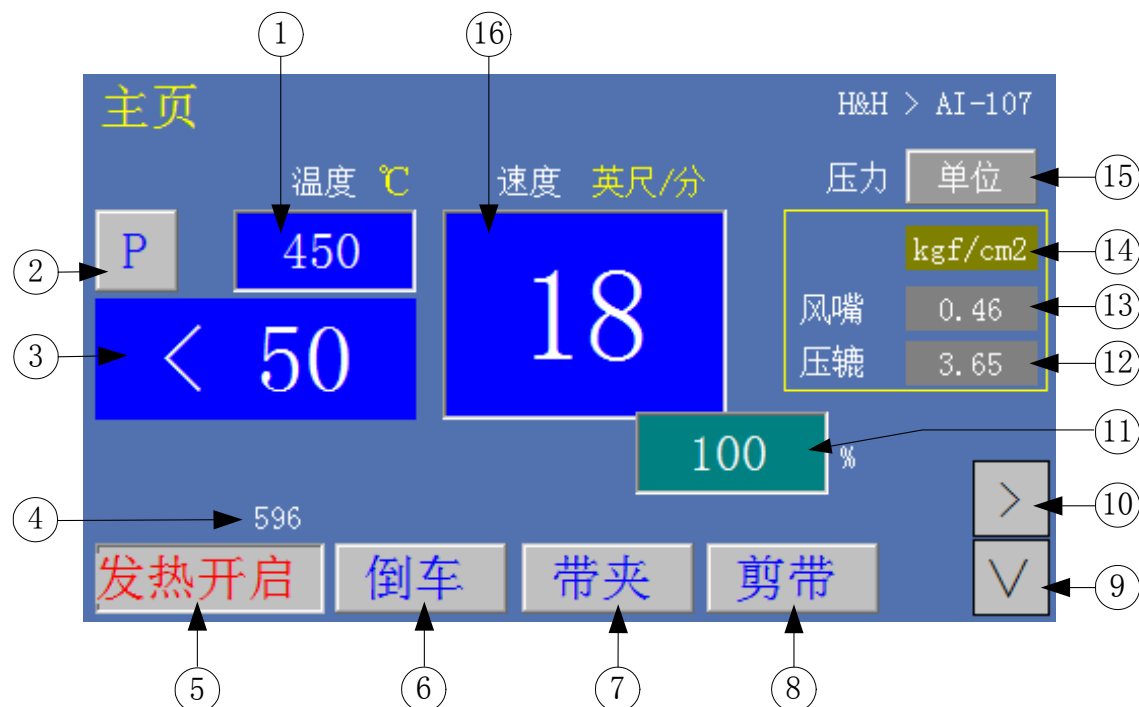 ① ⑯
主页 H&H > AI-107
温度 ℃ 速度 英尺/分 压力 单位 ⑮
② P 450 18 kgf/cm2 ⑭
③ < 50 风嘴 0.46 ⑬
压辘 3.65 ⑫
100 % ⑪
④ 596 > ⑩
发热开启 倒车 带夹 剪带 ∨ ⑨
⑤ ⑥ ⑦ ⑧